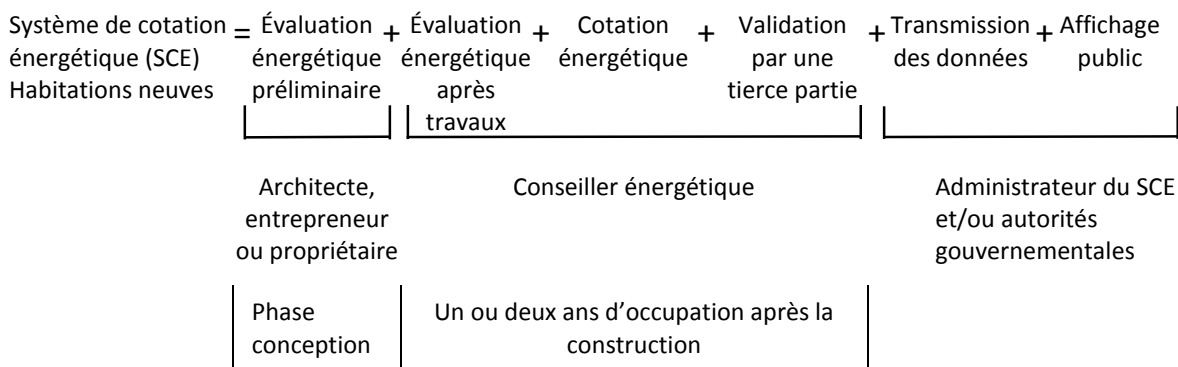 Système de cotation = Évaluation + Évaluation + Cotation + Validation + Transmission + Affichage
énergétique (SCE) énergétique énergétique énergétique par une des données public
Habitations neuves préliminaire après tierce partie
travaux
Architecte, Conseiller énergétique Administrateur du SCE
entrepreneur et/ou autorités
ou propriétaire gouvernementales
Phase Un ou deux ans d’occupation après la
conception construction